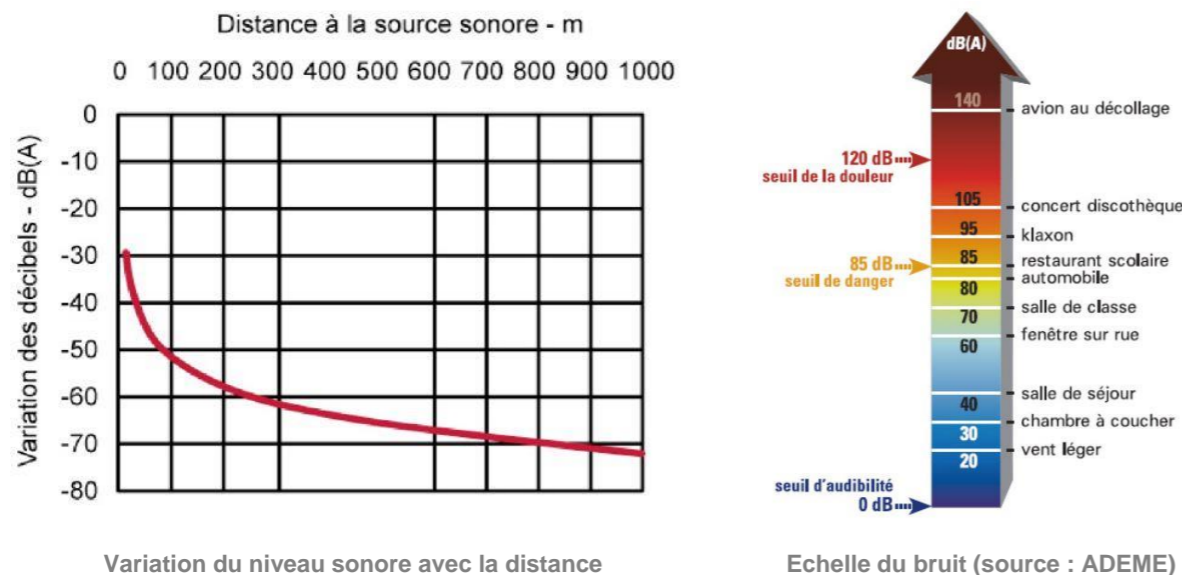 Distance à la source sonore - m
0 100 200 300 400 500 600 700 800 900 1000
Variation des décibels - dB(A)
0
-10
-20
-30
-40
-50
-60
-70
-80
Variation du niveau sonore avec la distance
dB(A)
140
avion au décollage
120 dB
seuil de la douleur
105
concert discothèque
95
klaxon
85
restaurant scolaire
85 dB
seuil de danger
automobile
80
salle de classe
70
fenêtre sur rue
60
salle de séjour
40
chambre à coucher
30
vent léger
20
seuil d'audibilité
0 dB
Echelle du bruit (source : ADEME)